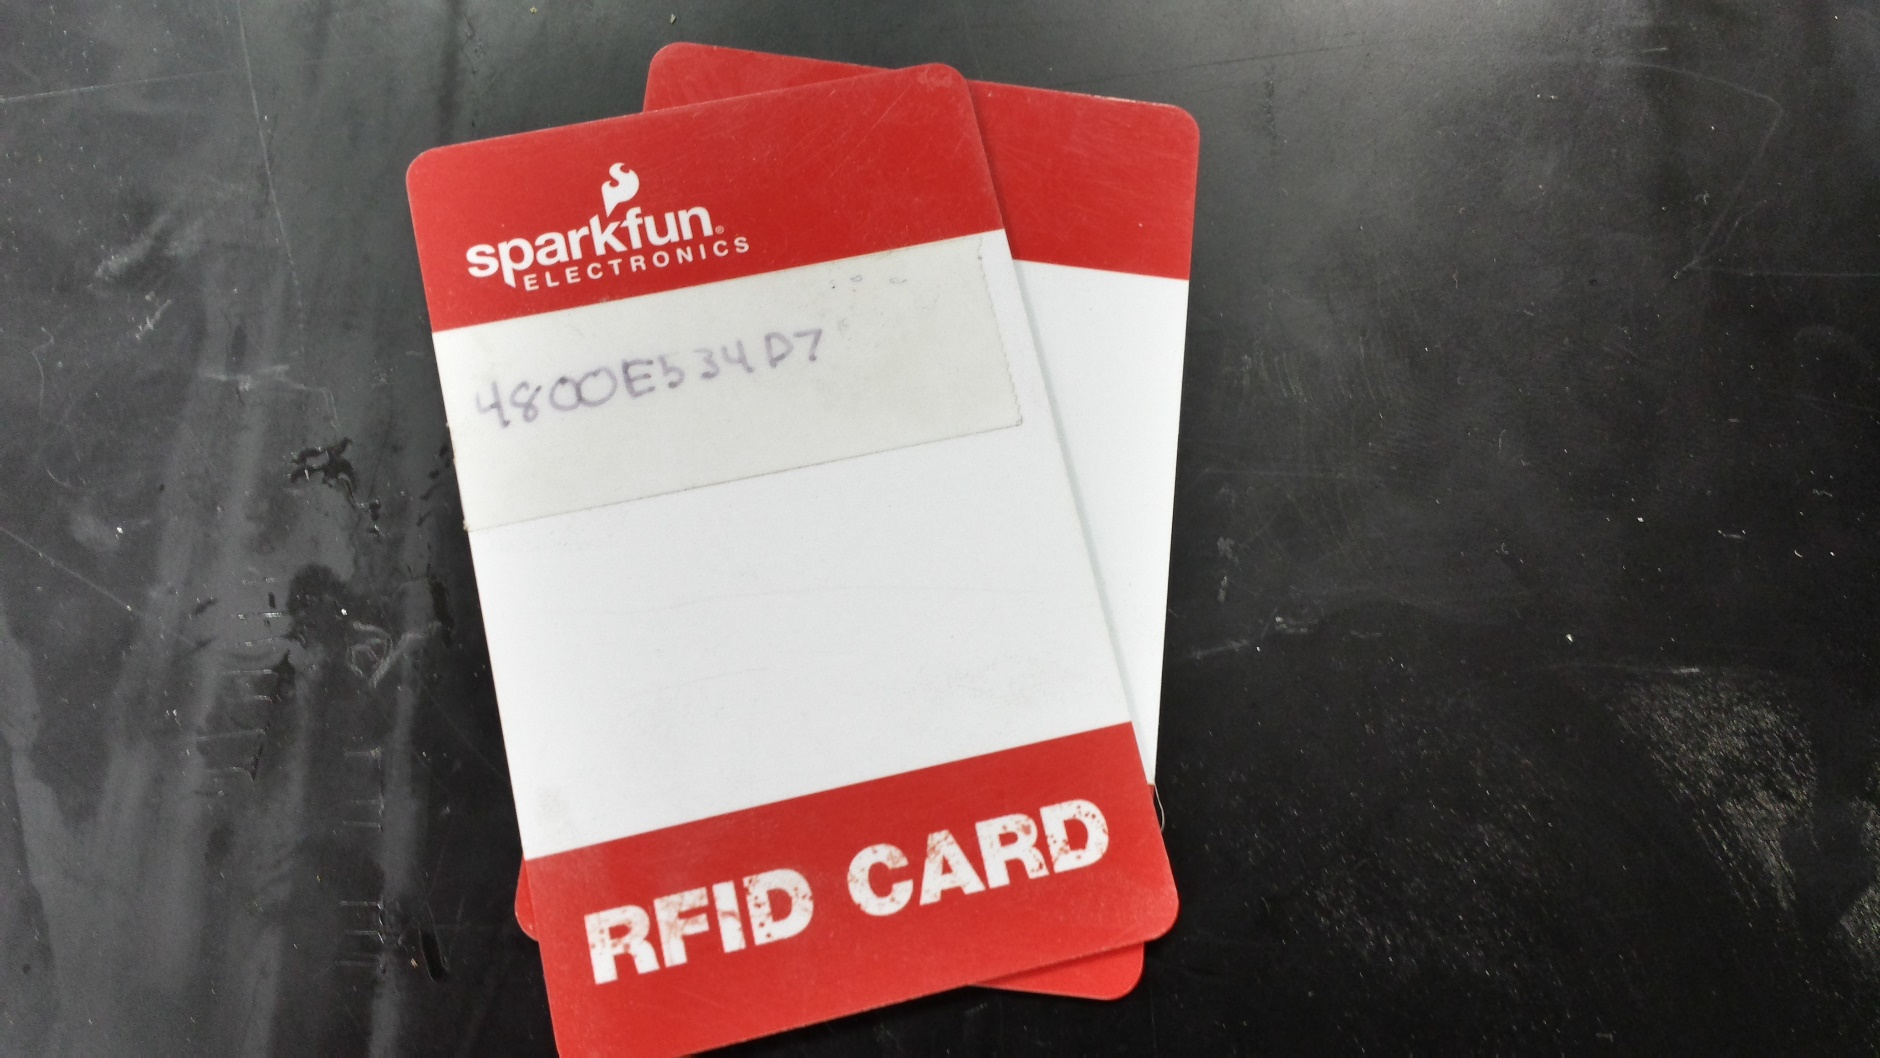 sparkfun®
ELECTRONICS
4800E534D7
RFID CARD